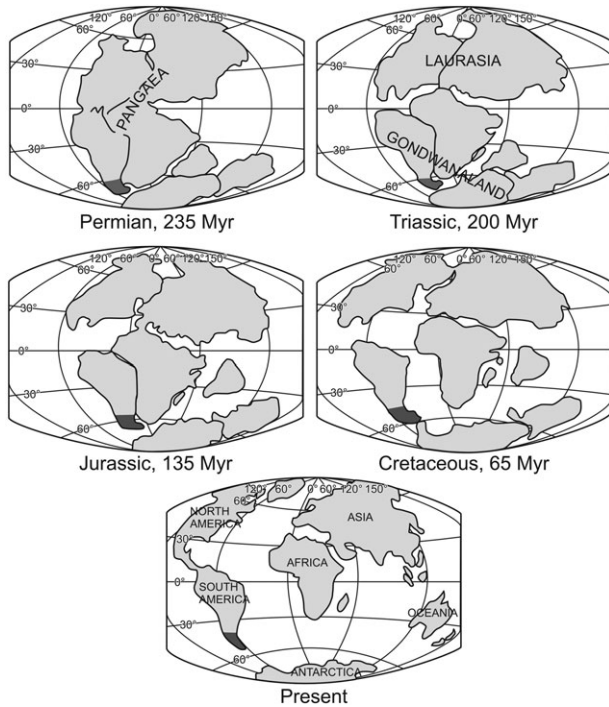 120° 60° 0° 60° 120° 150°
60°
30°
PANGAEA
0°
30°
60°
Permian, 235 Myr
120° 60° 0° 60° 120° 150°
60°
LAURASIA
30°
0°
GONDWANALAND
30°
60°
Triassic, 200 Myr
120° 60° 0° 60° 120° 150°
60°
30°
0°
30°
60°
Jurassic, 135 Myr
120° 60° 0° 60° 120° 150°
60°
30°
0°
30°
60°
Cretaceous, 65 Myr
120° 60° 0° 60° 120° 150°
60°
NORTH
AMERICA
ASIA
30°
AFRICA
0°
SOUTH
AMERICA
OCEANIA
30°
60°
ANTARCTICA
Present